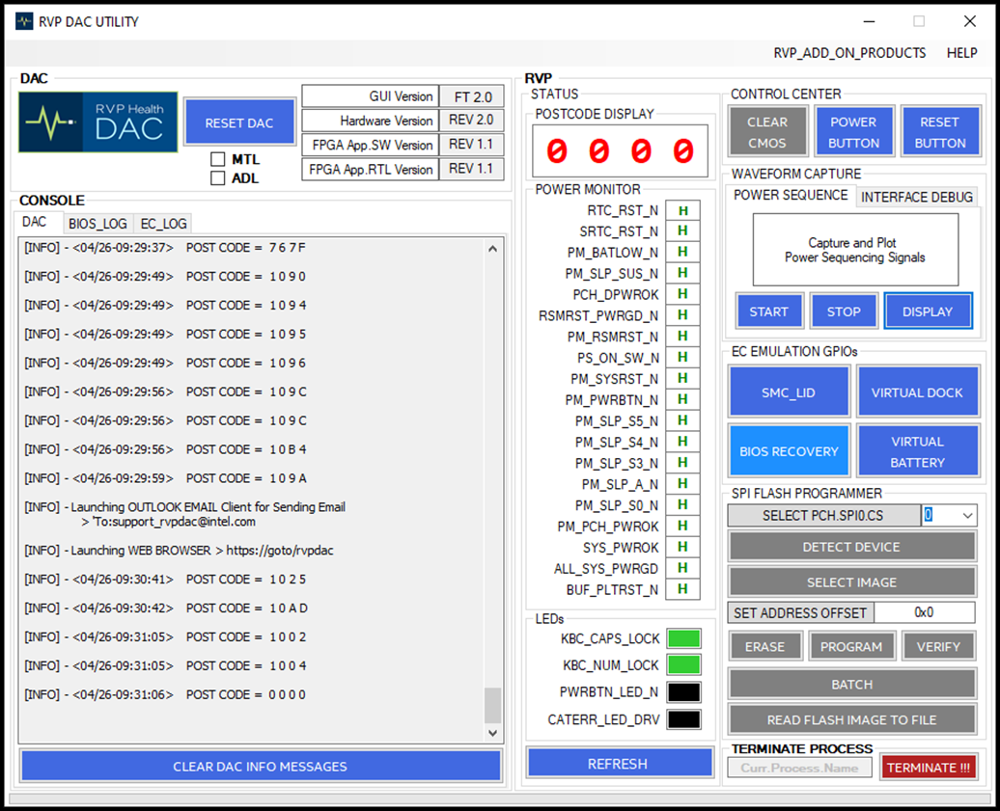 RVP DAC UTILITY
RVP_ADD_ON_PRODUCTS HELP
DAC
RVP Health
DAC
RESET DAC
MTL
ADL
GUI Version FT 2.0
Hardware Version REV 2.0
FPGA App.SW Version REV 1.1
FPGA App.RTL Version REV 1.1
CONSOLE
DAC BIOS_LOG EC_LOG
[INFO] - <04/26-09:29:37> POST CODE = 7 6 7 F
[INFO] - <04/26-09:29:49> POST CODE = 1 0 9 0
[INFO] - <04/26-09:29:49> POST CODE = 1 0 9 4
[INFO] - <04/26-09:29:49> POST CODE = 1 0 9 5
[INFO] - <04/26-09:29:49> POST CODE = 1 0 9 6
[INFO] - <04/26-09:29:56> POST CODE = 1 0 9 C
[INFO] - <04/26-09:29:56> POST CODE = 1 0 9 C
[INFO] - <04/26-09:29:56> POST CODE = 1 0 B 4
[INFO] - <04/26-09:29:59> POST CODE = 1 0 9 A
[INFO] - Launching OUTLOOK EMAIL Client for Sending Email
> 'To:support_rvpdac@intel.com
[INFO] - Launching WEB BROWSER > https://goto/rvpdac
[INFO] - <04/26-09:30:41> POST CODE = 1 0 2 5
[INFO] - <04/26-09:30:42> POST CODE = 1 0 A D
[INFO] - <04/26-09:31:05> POST CODE = 1 0 0 2
[INFO] - <04/26-09:31:05> POST CODE = 1 0 0 4
[INFO] - <04/26-09:31:06> POST CODE = 0 0 0 0
CLEAR DAC INFO MESSAGES
RVP
STATUS
POSTCODE DISPLAY
0 0 0 0
POWER MONITOR
RTC_RST_N H
SRTC_RST_N H
PM_BATLOW_N H
PM_SLP_SUS_N H
PCH_DPWROK H
RSMRST_PWRGD_N H
PM_RSMRST_N H
PS_ON_SW_N H
PM_SYSRST_N H
PM_PWRBTN_N H
PM_SLP_S5_N H
PM_SLP_S4_N H
PM_SLP_S3_N H
PM_SLP_A_N H
PM_SLP_S0_N H
PM_PCH_PWROK H
SYS_PWROK H
ALL_SYS_PWRGD H
BUF_PLTRST_N H
LEDs
KBC_CAPS_LOCK
KBC_NUM_LOCK
PWRBTN_LED_N
CATERR_LED_DRV
REFRESH
CONTROL CENTER
CLEAR
CMOS
POWER
BUTTON
RESET
BUTTON
WAVEFORM CAPTURE
POWER SEQUENCE INTERFACE DEBUG
Capture and Plot
Power Sequencing Signals
START STOP DISPLAY
EC EMULATION GPIOs
SMC_LID VIRTUAL DOCK
BIOS RECOVERY
VIRTUAL
BATTERY
SPI FLASH PROGRAMMER
SELECT PCH.SPI0.CS 0
DETECT DEVICE
SELECT IMAGE
SET ADDRESS OFFSET 0x0
ERASE PROGRAM VERIFY
BATCH
READ FLASH IMAGE TO FILE
TERMINATE PROCESS
Curr.Process.Name TERMINATE !!!